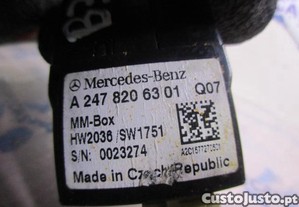 Mercedes-Benz
A 247 820 63 01 Q07
MM-Box
HW2036 /SW1751
S/N: 0023274
Made in Czech Republic
CustoJusto.pt